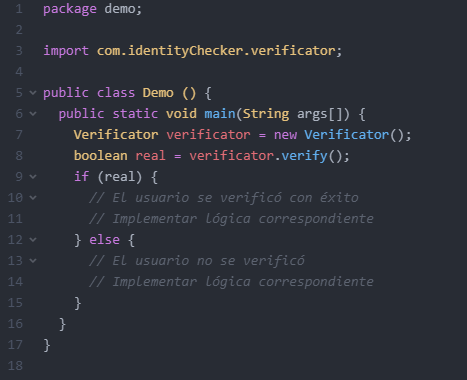 1 package demo;
2
3 import com.identityChecker.verificator;
4
5 public class Demo () {
6 public static void main(String args[]) {
7 Verificator verificator = new Verificator();
8 boolean real = verificator.verify();
9 if (real) {
10 // El usuario se verificó con éxito
11 // Implementar lógica correspondiente
12 } else {
13 // El usuario no se verificó
14 // Implementar lógica correspondiente
15 }
16 }
17 }
18